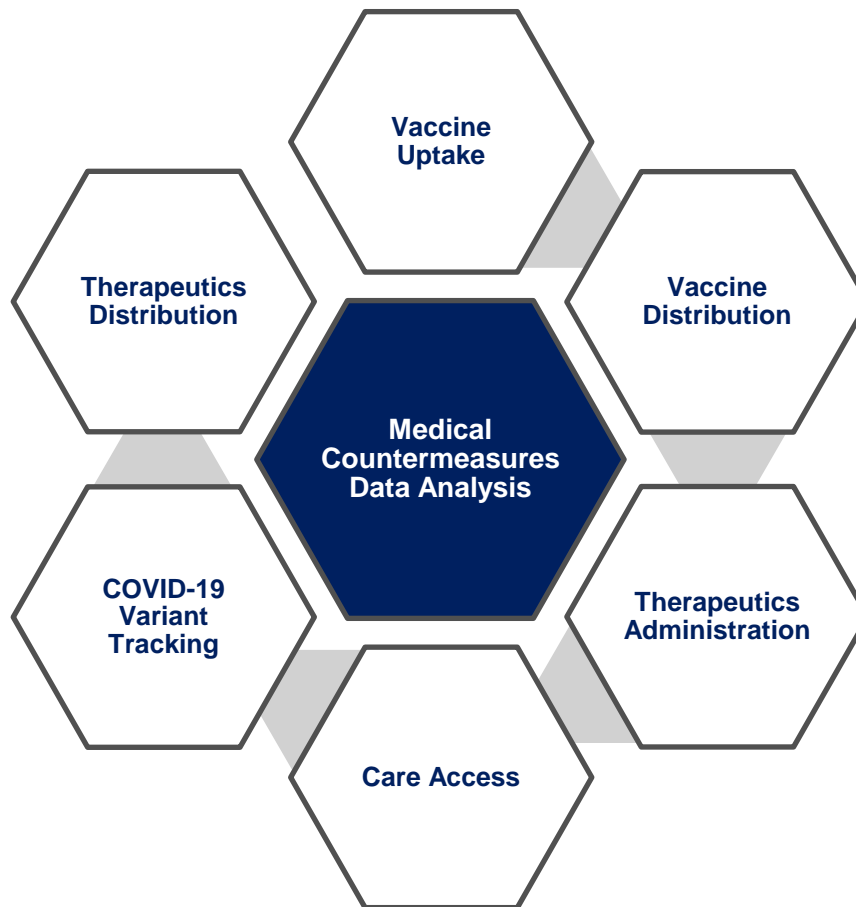 Vaccine
Uptake
Therapeutics
Distribution
Vaccine
Distribution
Medical
Countermeasures
Data Analysis
COVID-19
Variant
Tracking
Therapeutics
Administration
Care Access